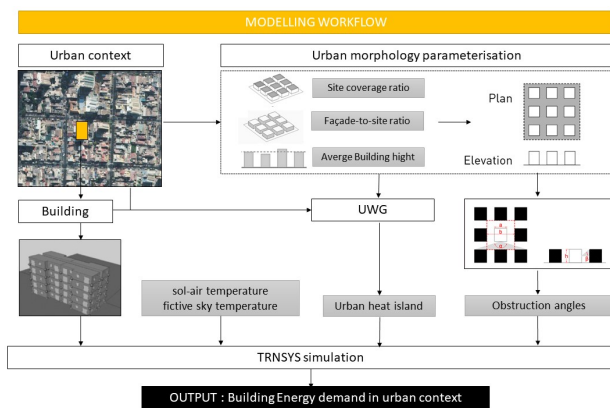 MODELLING WORKFLOW
Urban context
Urban morphology parameterisation
Site coverage ratio
Façade-to-site ratio
Averge Building hight
Plan
Elevation
Building
UWG
a
b
h
sol-air temperature
fictive sky temperature
Urban heat island
Obstruction angles
TRNSYS simulation
OUTPUT : Building Energy demand in urban context